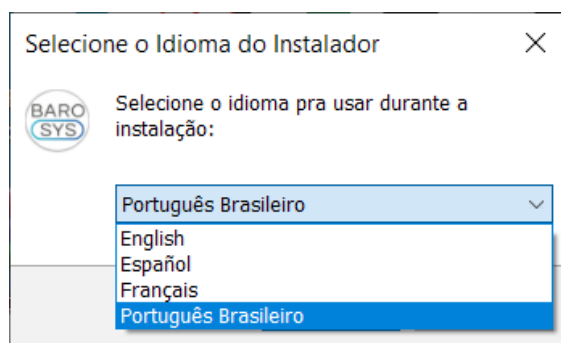 Selecione o Idioma do Instalador
BARO
SYS
Selecione o idioma pra usar durante a
instalação:
Português Brasileiro
English
Español
Français
Português Brasileiro